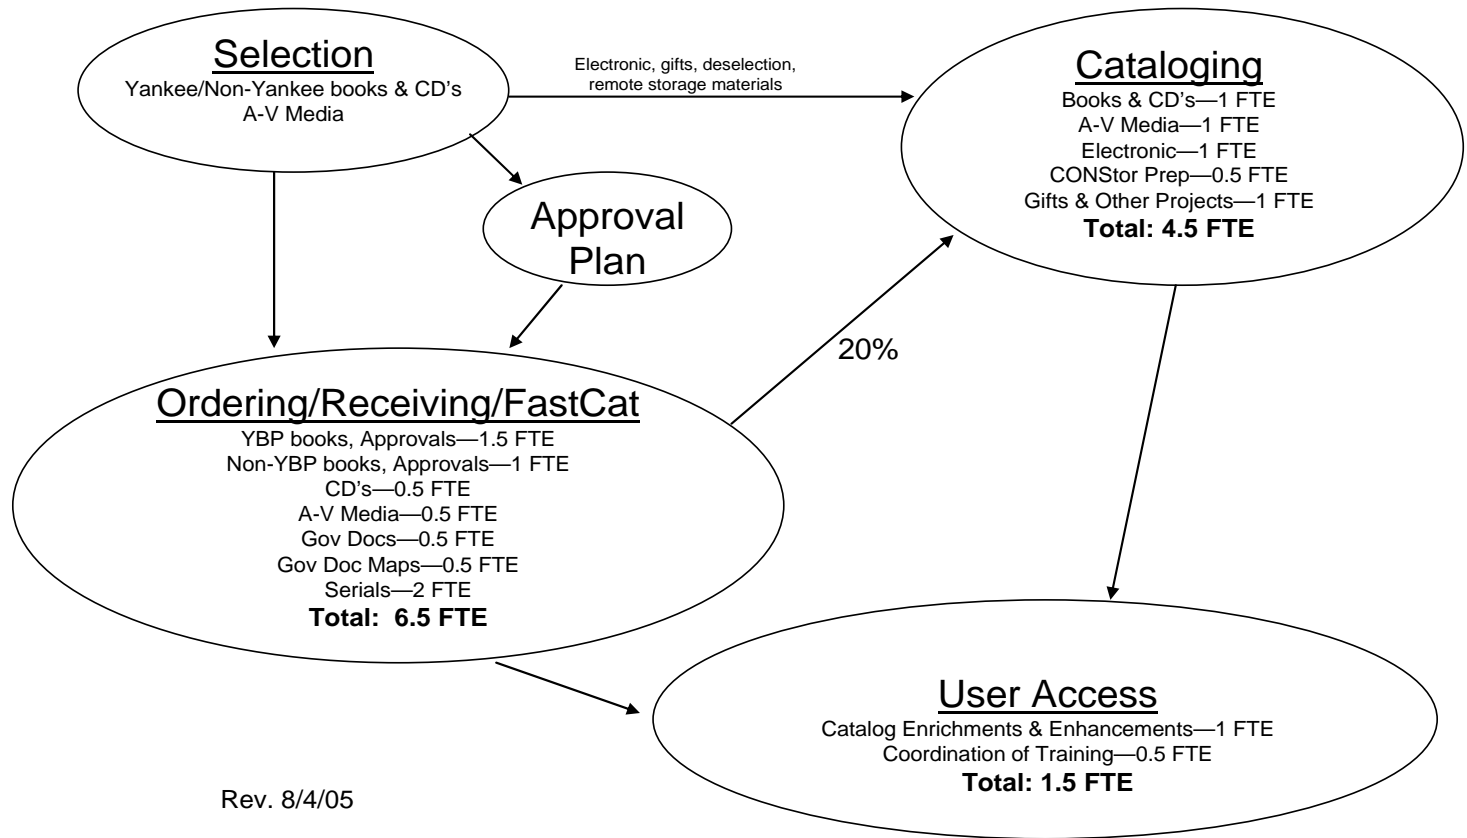 Selection
Yankee/Non-Yankee books & CD's
A-V Media
Electronic, gifts, deselection,
remote storage materials
Cataloging
Books & CD's—1 FTE
A-V Media—1 FTE
Electronic—1 FTE
CONStor Prep—0.5 FTE
Gifts & Other Projects—1 FTE
Total: 4.5 FTE
Approval
Plan
20%
Ordering/Receiving/FastCat
YBP books, Approvals—1.5 FTE
Non-YBP books, Approvals—1 FTE
CD's—0.5 FTE
A-V Media—0.5 FTE
Gov Docs—0.5 FTE
Gov Doc Maps—0.5 FTE
Serials—2 FTE
Total: 6.5 FTE
User Access
Catalog Enrichments & Enhancements—1 FTE
Coordination of Training—0.5 FTE
Total: 1.5 FTE
Rev. 8/4/05